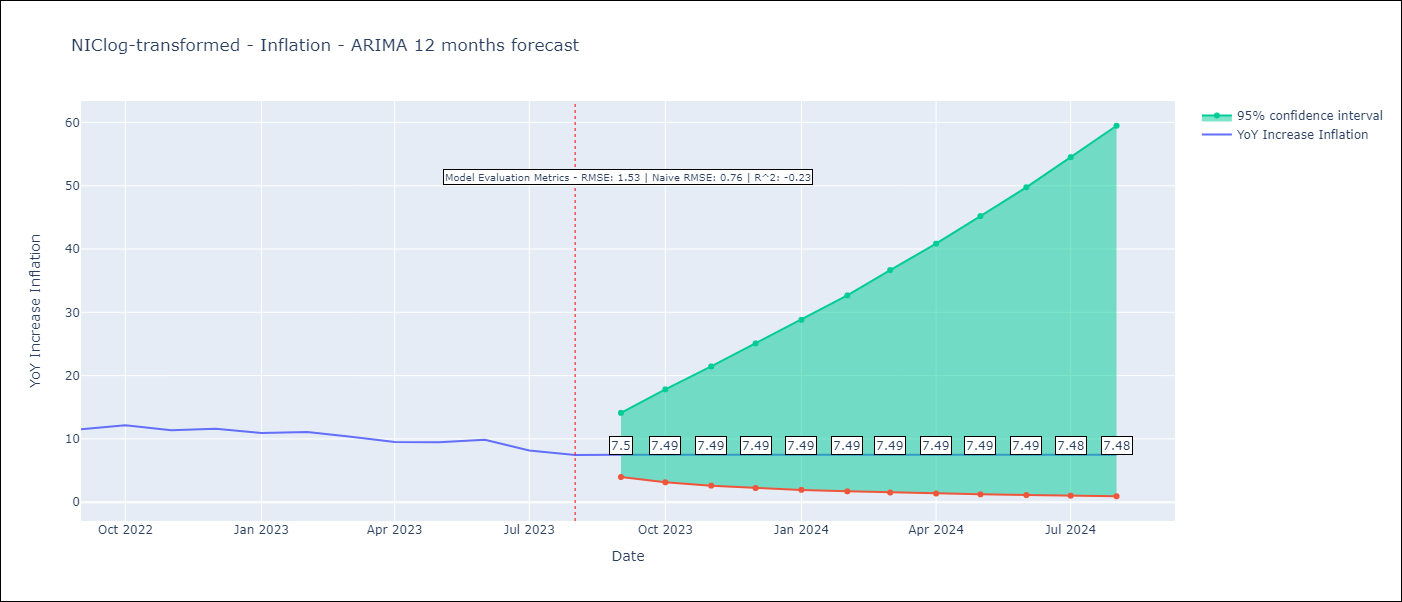 NIClog-transformed - Inflation - ARIMA 12 months forecast
95% confidence interval
YoY Increase Inflation
Model Evaluation Metrics - RMSE: 1.53 | Naive RMSE: 0.76 | R^2: -0.23
YoY Increase Inflation
60
50
40
30
20
10
0
7.5 7.49 7.49 7.49 7.49 7.49 7.49 7.49 7.49 7.49 7.48 7.48
Oct 2022 Jan 2023 Apr 2023 Jul 2023 Oct 2023 Jan 2024 Apr 2024 Jul 2024
Date